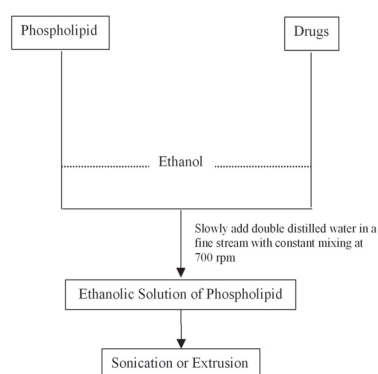 Phospholipid
Drugs
Ethanol
Slowly add double distilled water in a
fine stream with constant mixing at
700 rpm
Ethanolic Solution of Phospholipid
Sonication or Extrusion